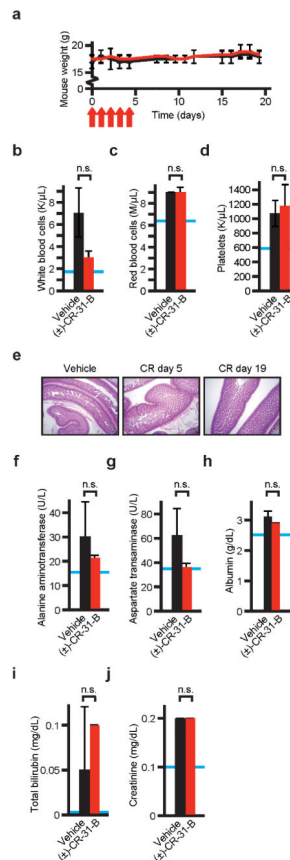 a
Mouse weight (g)
20
15
0
0
5
10
15
20
Time (days)
b
n.s.
White blood cells (K/µL)
10
8
6
4
2
0
Vehicle
(±)-CR-31-B
c
n.s.
Red blood cells (M/µL)
8
6
4
2
0
Vehicle
(±)-CR-31-B
d
n.s.
Platelets (K/µL)
1400
1200
1000
800
600
400
200
0
Vehicle
(±)-CR-31-B
e
Vehicle
CR day 5
CR day 19
f
n.s.
Alanine aminotransferase (U/L)
40
30
20
10
0
Vehicle
(±)-CR-31-B
g
n.s.
Aspartate transaminase (U/L)
80
60
40
20
0
Vehicle
(±)-CR-31-B
h
n.s.
Albumin (g/dL)
3
2
1
0
Vehicle
(±)-CR-31-B
i
n.s.
Total bilirubin (mg/dL)
0.1
0.05
0
Vehicle
(±)-CR-31-B
j
n.s.
Creatinine (mg/dL)
0.2
0.1
0
Vehicle
(±)-CR-31-B